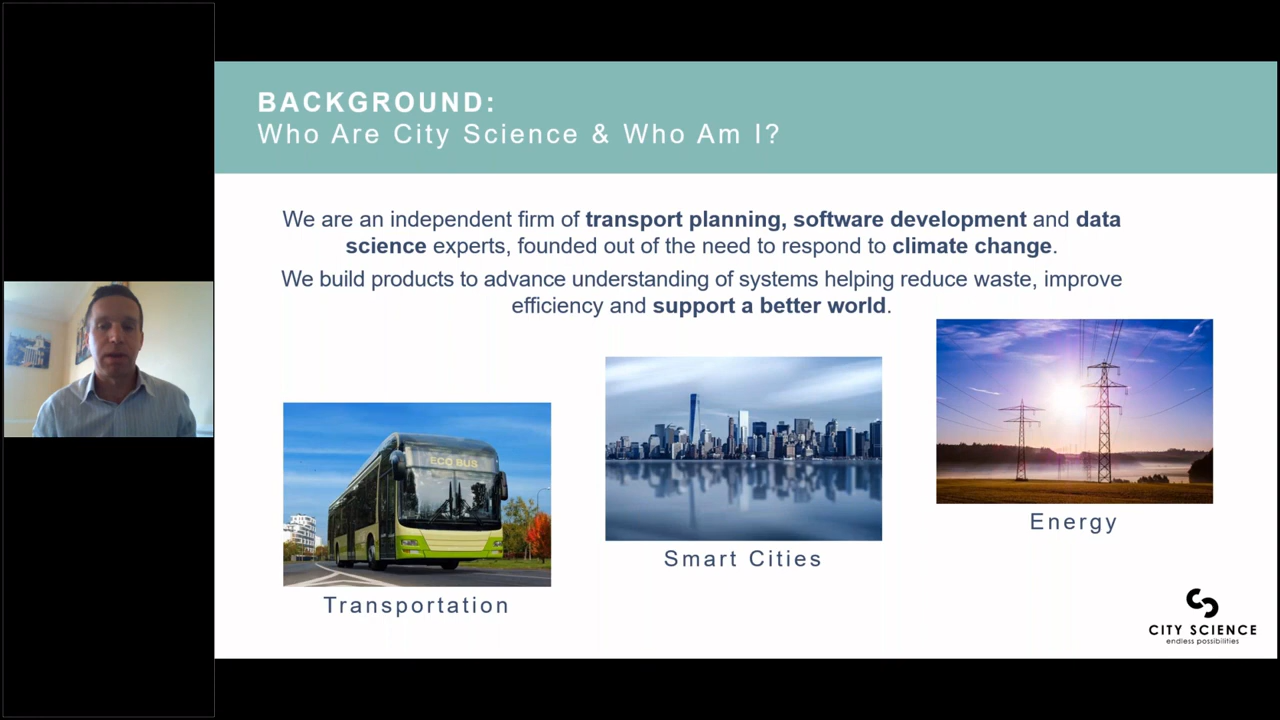 BACKGROUND:
Who Are City Science & Who Am I?
We are an independent firm of transport planning, software development and data
science experts, founded out of the need to respond to climate change.
We build products to advance understanding of systems helping reduce waste, improve
efficiency and support a better world.
ECO BUS
Transportation
Smart Cities
Energy
CITY SCIENCE
endless possibilities